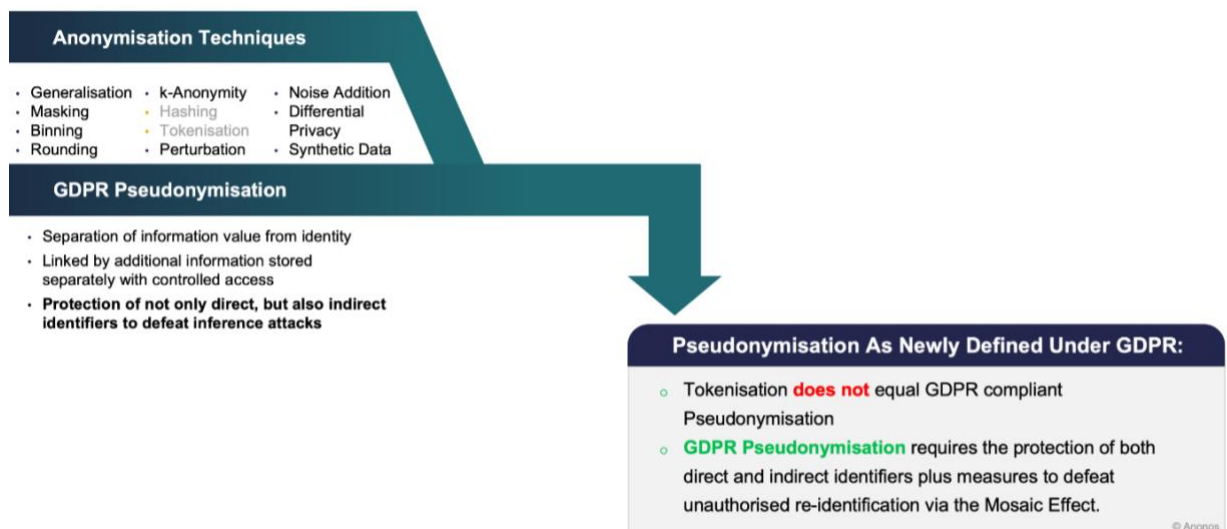 Anonymisation Techniques
• Generalisation
• Masking
• Binning
• Rounding
• k-Anonymity
• Hashing
• Tokenisation
• Perturbation
• Noise Addition
• Differential
Privacy
• Synthetic Data
GDPR Pseudonymisation
• Separation of information value from identity
• Linked by additional information stored
separately with controlled access
• Protection of not only direct, but also indirect
identifiers to defeat inference attacks
Pseudonymisation As Newly Defined Under GDPR:
○ Tokenisation does not equal GDPR compliant
Pseudonymisation
○ GDPR Pseudonymisation requires the protection of both
direct and indirect identifiers plus measures to defeat
unauthorised re-identification via the Mosaic Effect.
© Anonos